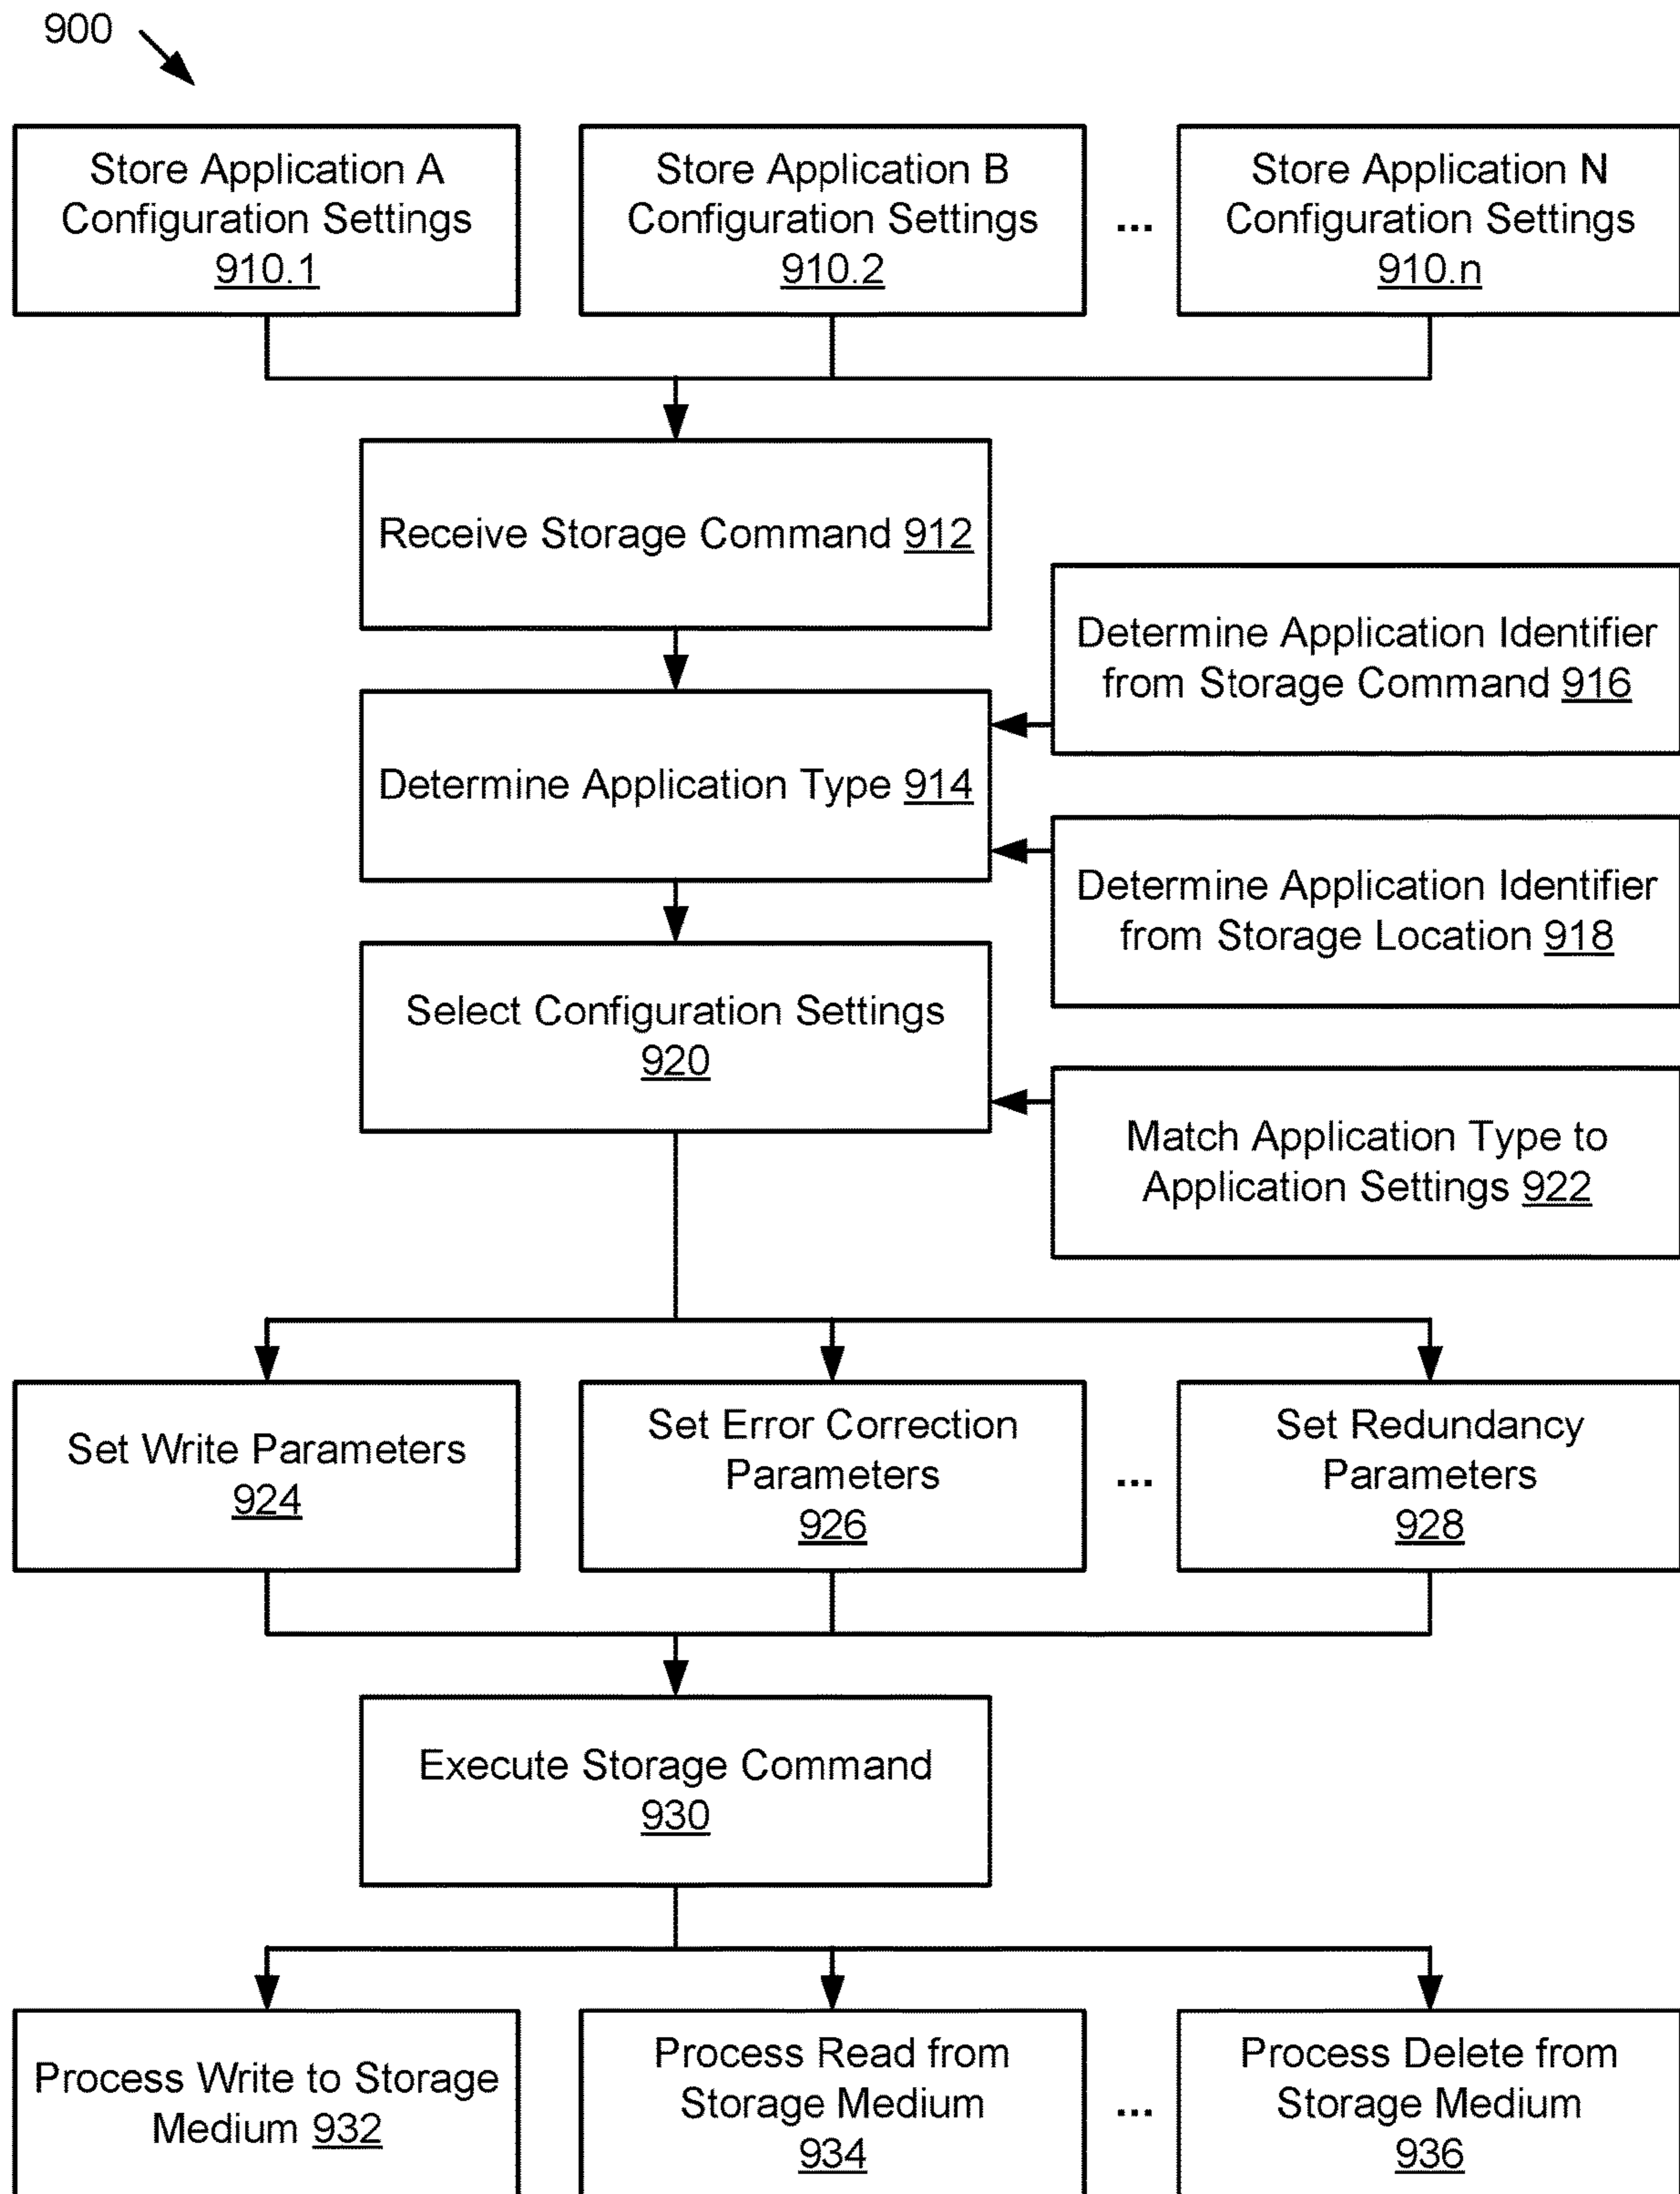 900
Store Application A
Configuration Settings
910.1
Store Application B
Configuration Settings
910.2
...
Store Application N
Configuration Settings
910.n
Receive Storage Command 912
Determine Application Identifier
from Storage Command 916
Determine Application Type 914
Determine Application Identifier
from Storage Location 918
Select Configuration Settings
920
Match Application Type to
Application Settings 922
Set Write Parameters
924
Set Error Correction
Parameters
926
...
Set Redundancy
Parameters
928
Execute Storage Command
930
Process Write to Storage
Medium 932
Process Read from
Storage Medium
934
...
Process Delete from
Storage Medium
936